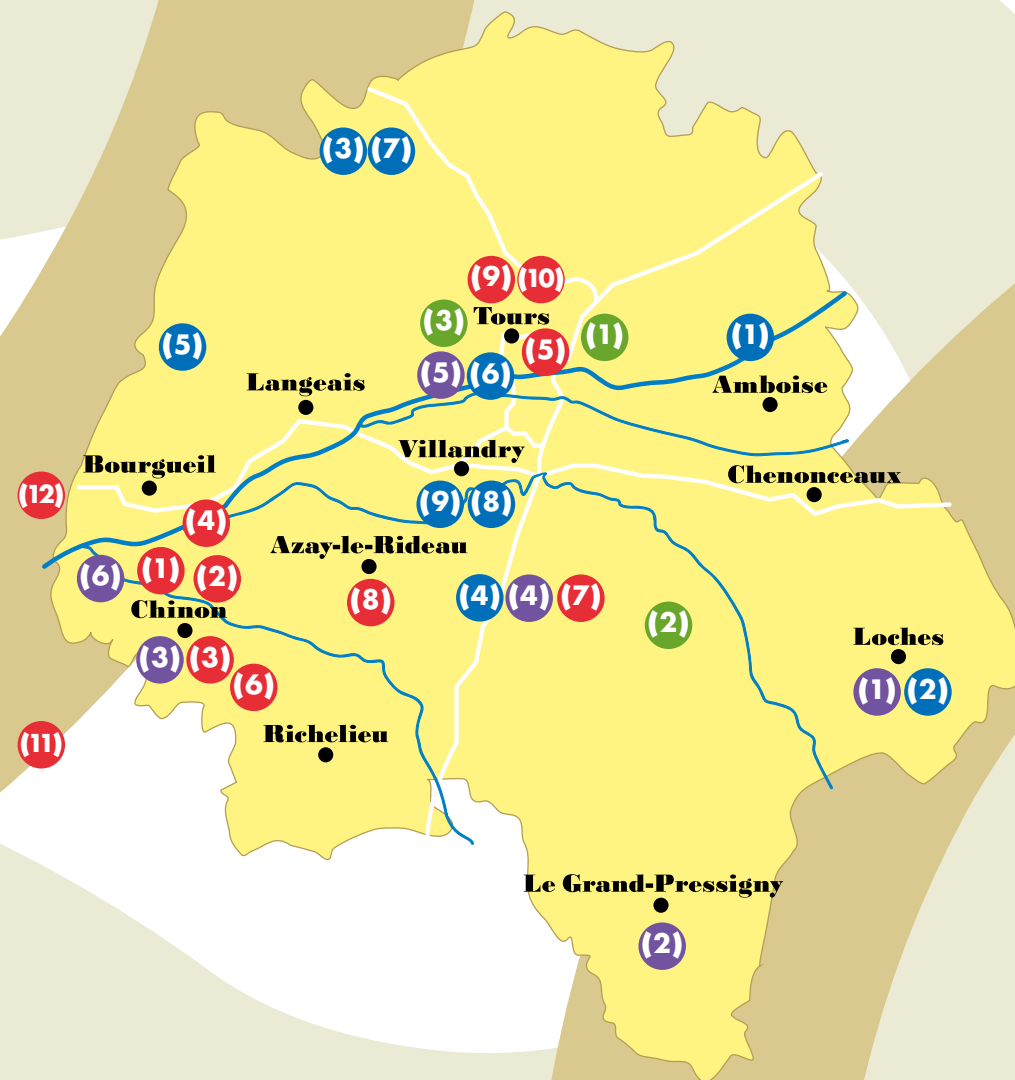 (3) (7)
(9) (10)
(3) Tours (1) (1)
(5) (5)
(5) (6)
Langeais
Amboise
Villandry
Bourgueil
Chenonceaux
(12)
(9) (8)
(4)
Azay-le-Rideau
(6) (1) (2)
(8) (4) (4) (7)
Chinon
(2)
Loches
(3) (3)
(6)
(1) (2)
Richelieu
(11)
Le Grand-Pressigny
(2)